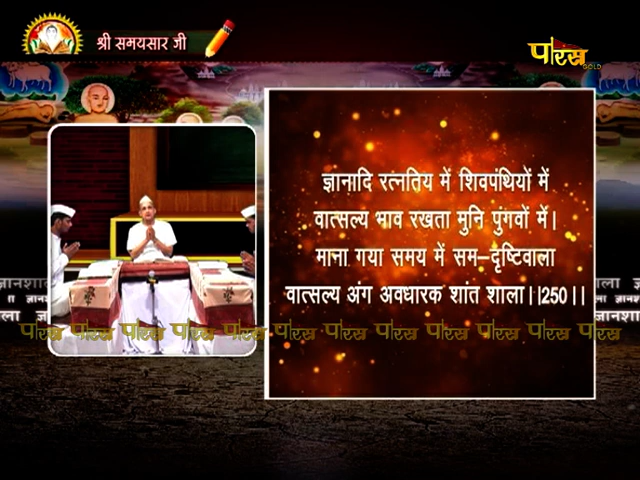 श्री समयसार जी
पारस
GOLD
ज्ञानादि रत्नतिय में शिवपंथियों में
वात्सल्य भाव रखता मुनि पुंगवों में।
माना गया समय में सम-दृष्टिवाला
वात्सल्य अंग अवधारक शांत शाला।।250।।
पारस पारस पारस पारस पारस पारस पारस पारस पारस पारस पारस